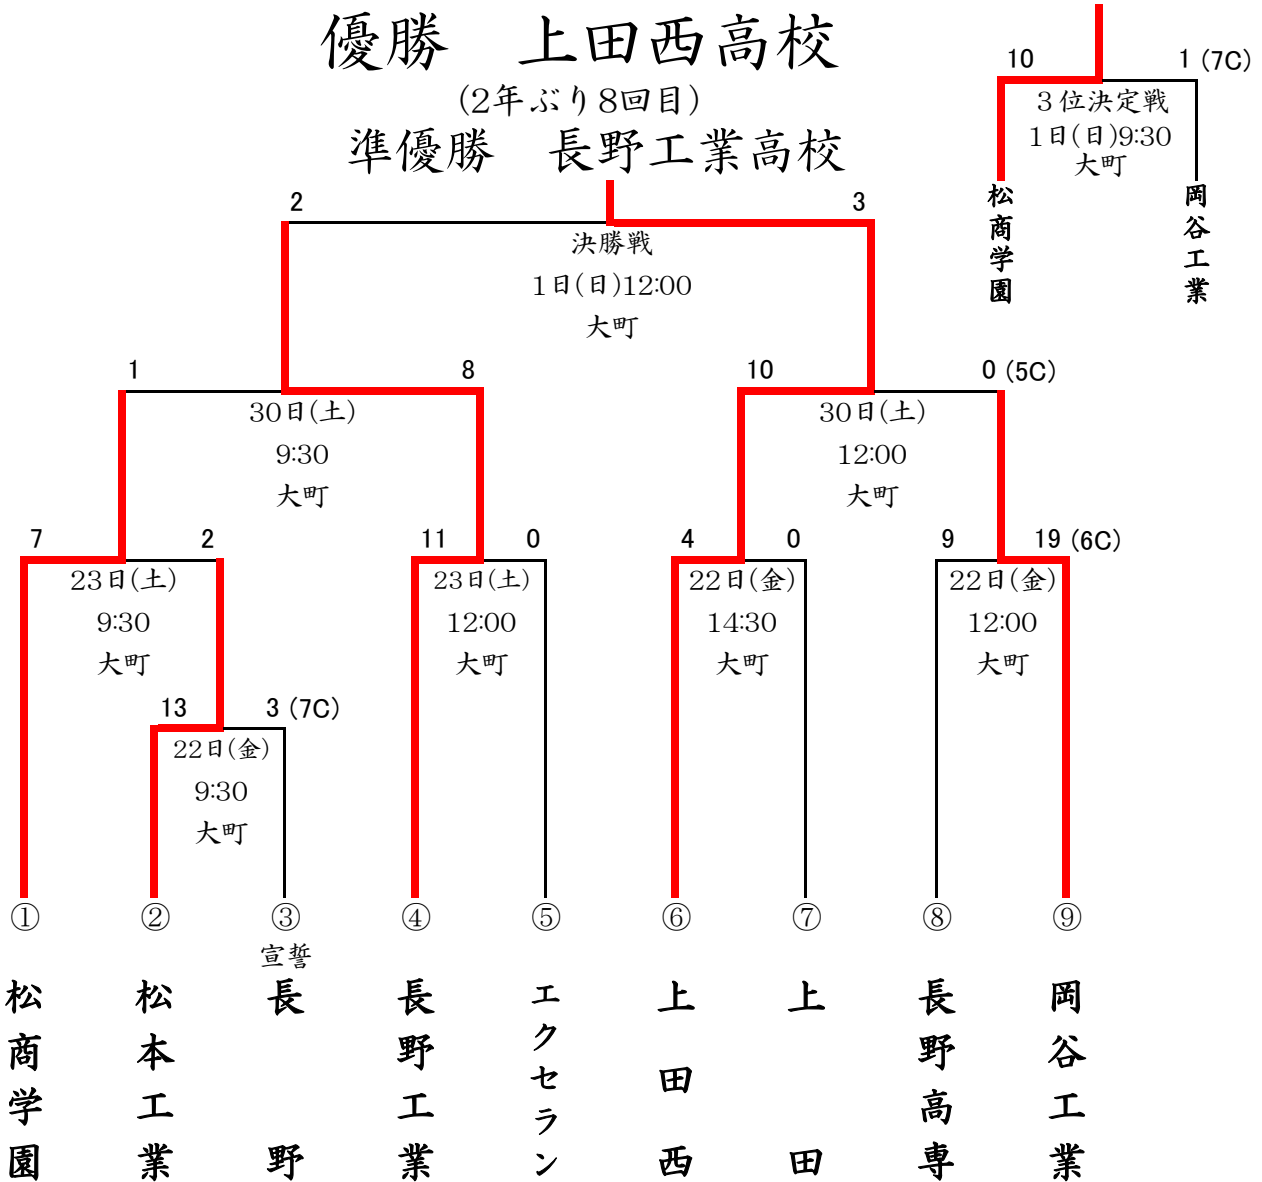 優勝　上田西高校
(2年ぶり8回目)
準優勝　長野工業高校
10 1 (7C)
3位決定戦
1日(日)9:30
大町
松商学園
岡谷工業
2 3
決勝戦
1日(日)12:00
大町
1 8
30日(土)
9:30
大町
10 0 (5C)
30日(土)
12:00
大町
7 2
23日(土)
9:30
大町
11 0
23日(土)
12:00
大町
4 0
22日(金)
14:30
大町
9 19 (6C)
22日(金)
12:00
大町
13 3 (7C)
22日(金)
9:30
大町
① ② ③ ④ ⑤ ⑥ ⑦ ⑧ ⑨
宣誓
松商学園
松本工業
長野
長野工業
エクセラン
上田西
上田
長野高専
岡谷工業